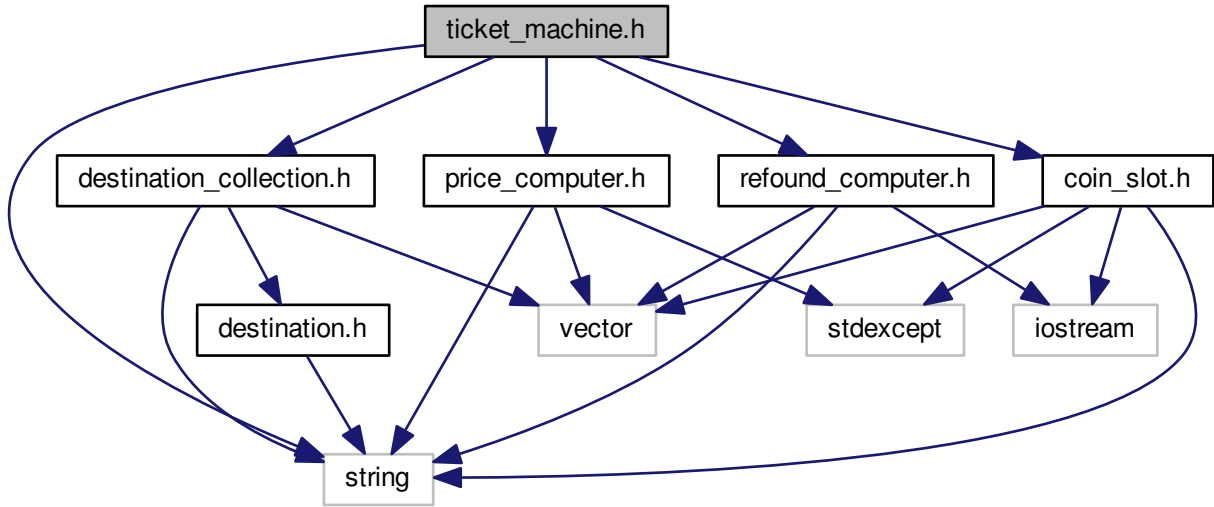 ticket_machine.h
destination_collection.h
price_computer.h
refound_computer.h
coin_slot.h
destination.h
vector
stdexcept
iostream
string